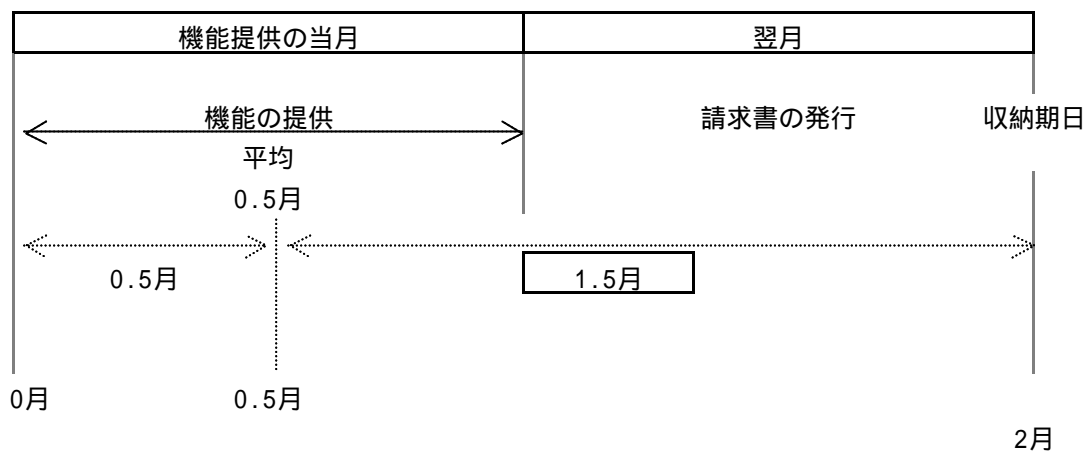 機能提供の当月 翌月
機能の提供 請求書の発行 収納期日
平均
0.5月
0.5月 1.5月
0月 0.5月
2月